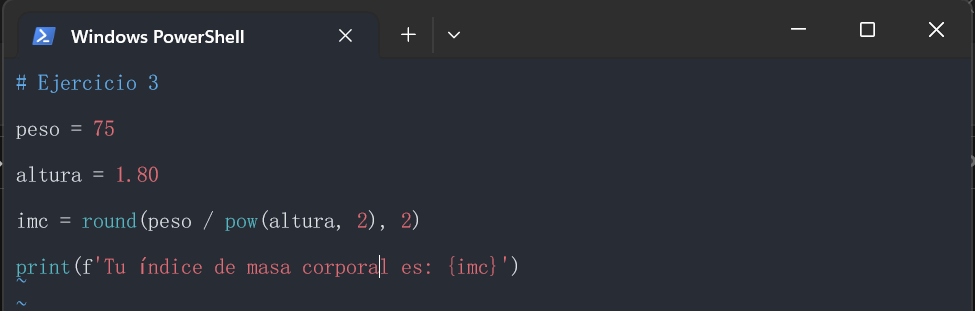 Windows PowerShell
# Ejercicio 3
peso = 75
altura = 1.80
imc = round(peso / pow(altura, 2), 2)
print(f'Tu índice de masa corporal es: {imc}')
~
~